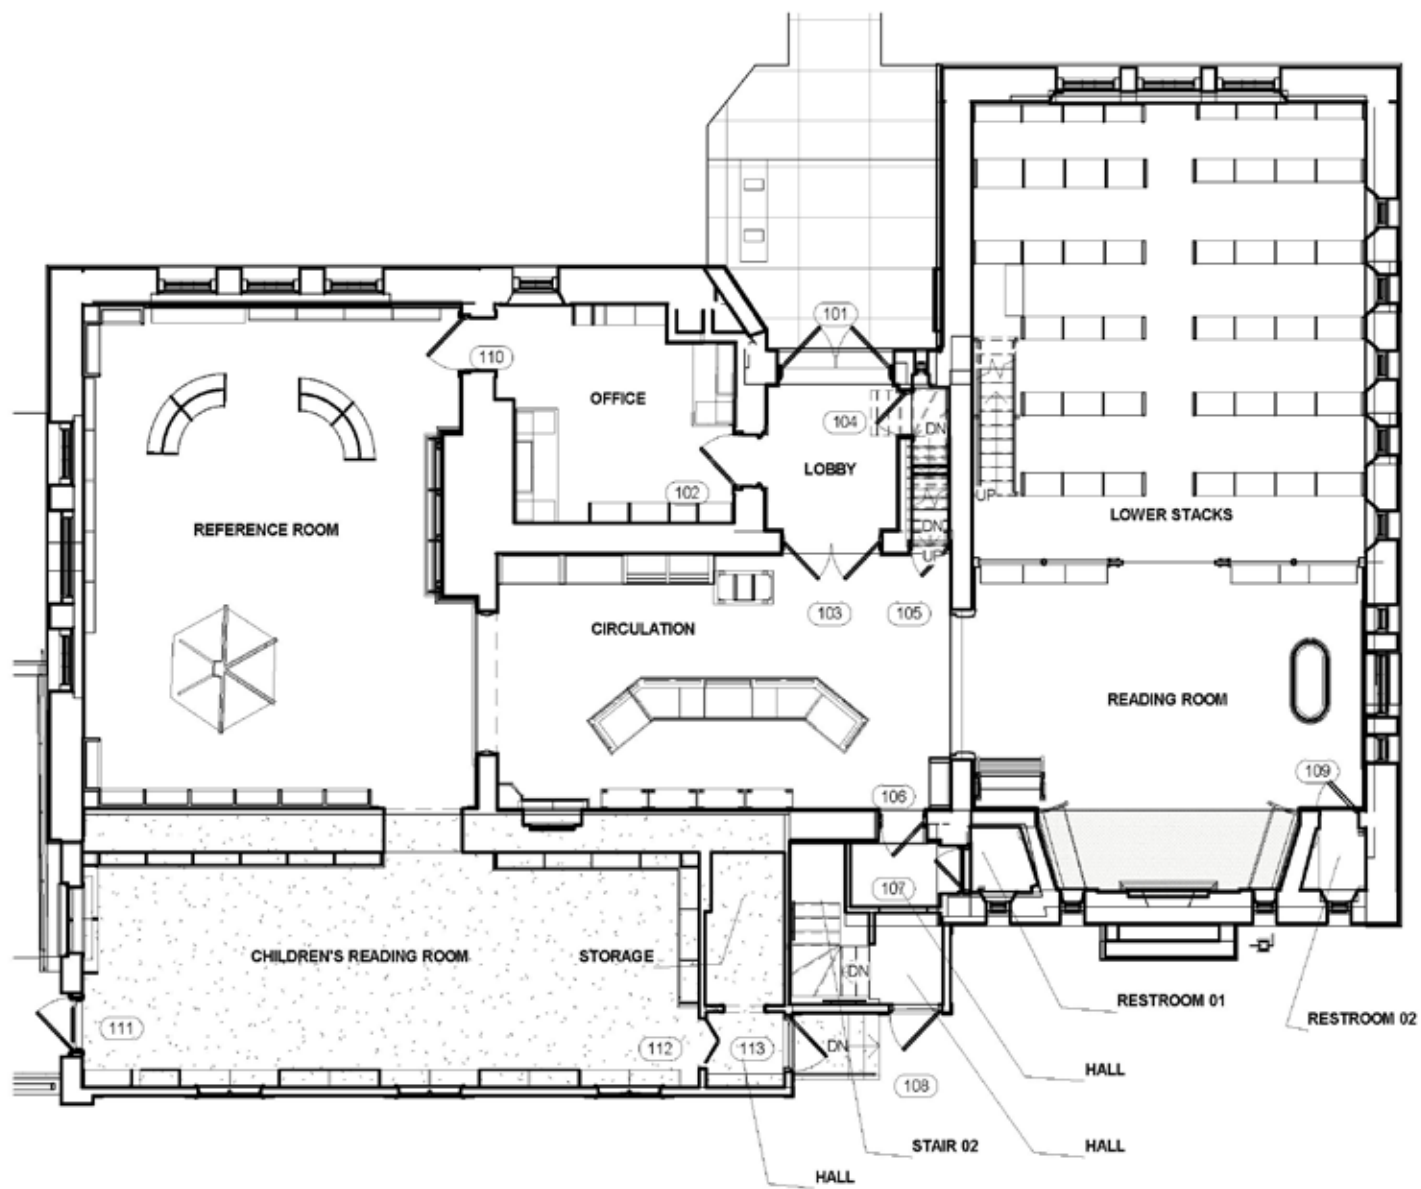 101
110
OFFICE
104
DN
LOBBY
102
UP
LOWER STACKS
REFERENCE ROOM
DN
UP
103
105
CIRCULATION
READING ROOM
109
106
107
CHILDREN'S READING ROOM
STORAGE
DN
RESTROOM 01
RESTROOM 02
111
112
113
DN
HALL
108
STAIR 02
HALL
HALL